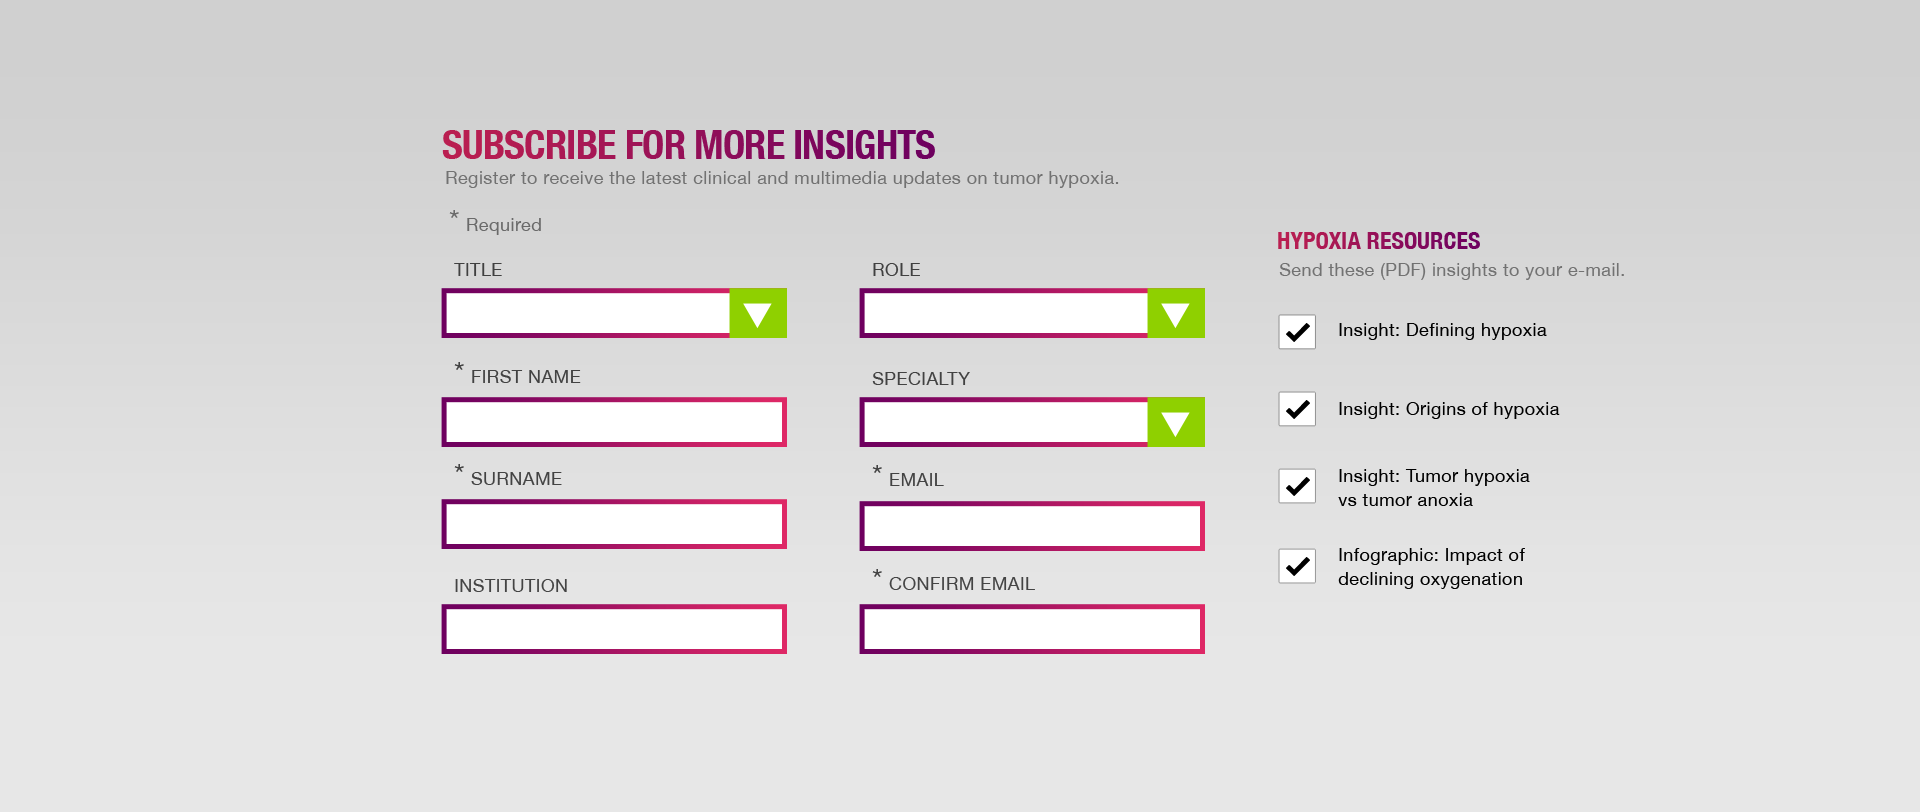 SUBSCRIBE FOR MORE INSIGHTS
Register to receive the latest clinical and multimedia updates on tumor hypoxia.
* Required
TITLE
* FIRST NAME
* SURNAME
INSTITUTION
ROLE
SPECIALTY
* EMAIL
* CONFIRM EMAIL
HYPOXIA RESOURCES
Send these (PDF) insights to your e-mail.
Insight: Defining hypoxia
Insight: Origins of hypoxia
Insight: Tumor hypoxia
vs tumor anoxia
Infographic: Impact of
declining oxygenation